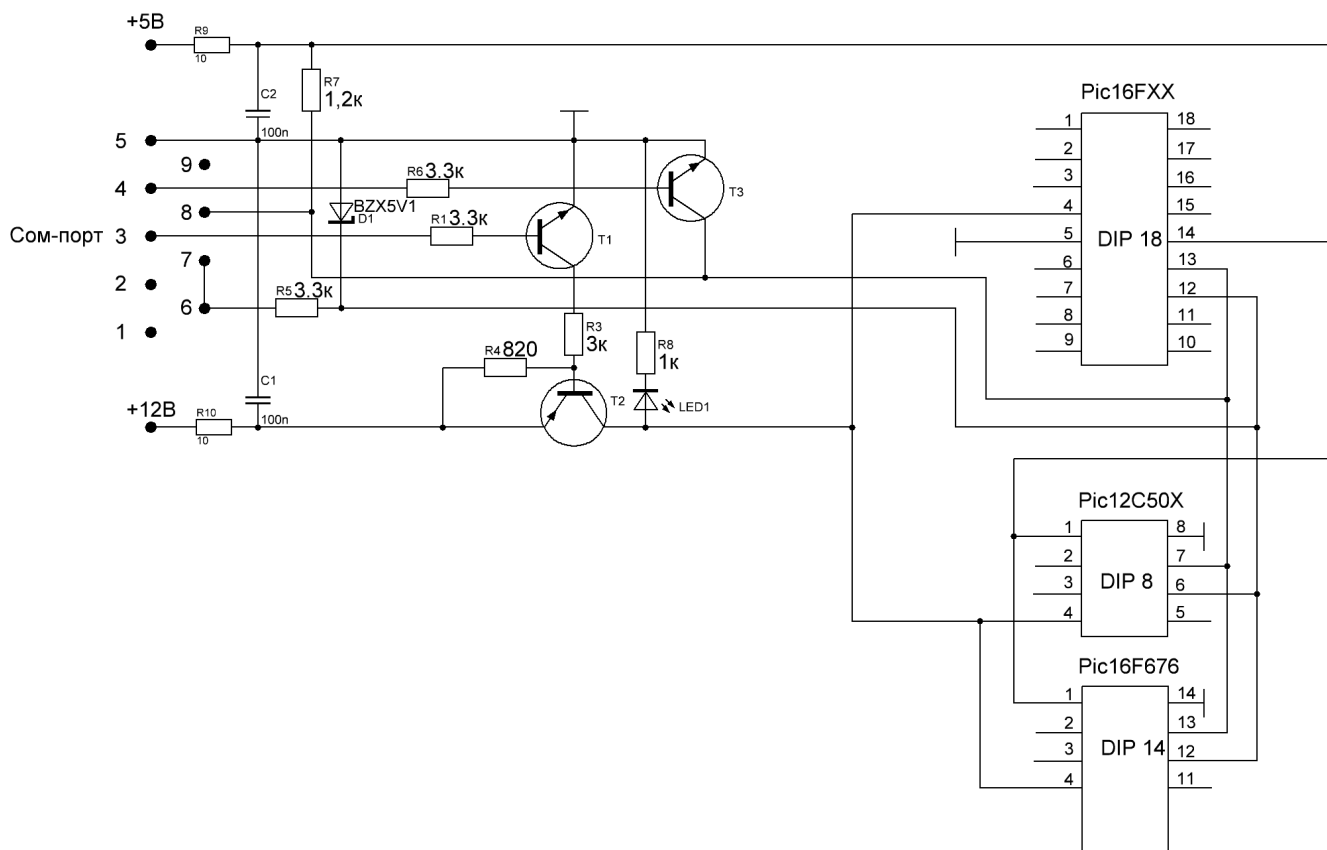 +5В
R9
10
R7
1,2к
C2
100n
Pic16FXX
5
9
4
8
Сом-порт
3
7
2
6
1
R6 3.3к
BZX5V1
D1
R1 3.3к
T1
T3
R5 3.3к
R3
3к
R4 820
R8
1к
C1
100n
T2
LED1
+12В
R10
10
1
2
3
4
5
6
7
8
9
DIP 18
18
17
16
15
14
13
12
11
10
Pic12C50X
1
2
3
4
DIP 8
8
7
6
5
Pic16F676
1
2
3
4
DIP 14
14
13
12
11